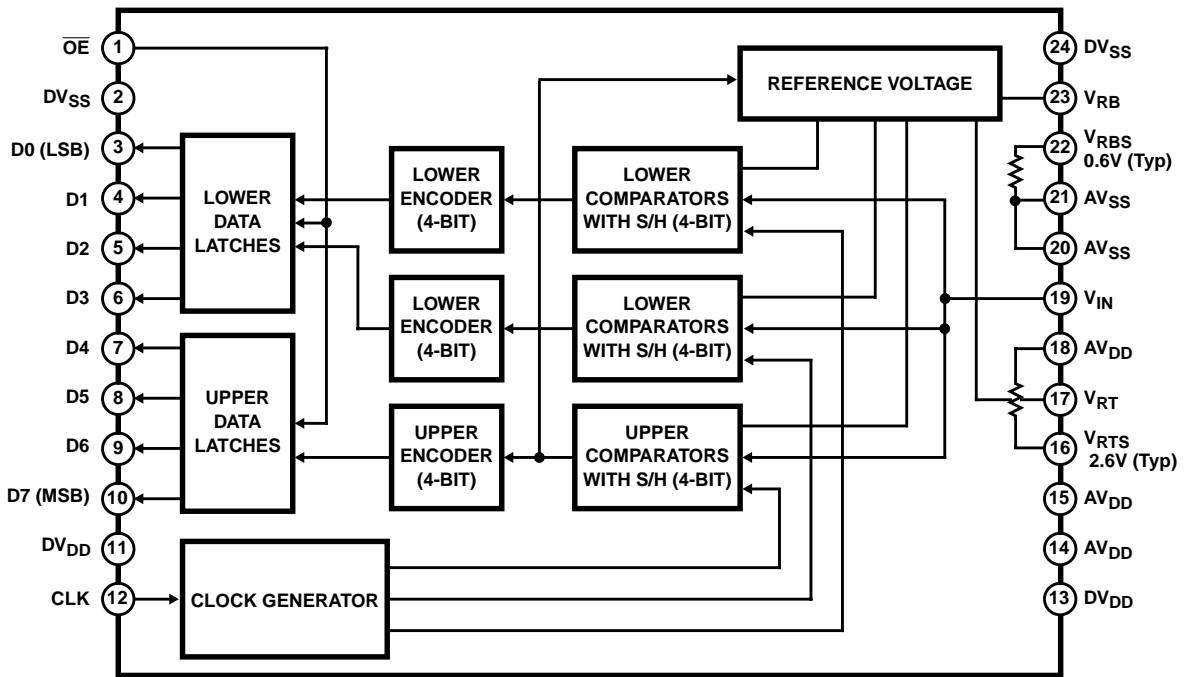 OE 1
DVSS 2
D0 (LSB) 3
D1 4
D2 5
D3 6
D4 7
D5 8
D6 9
D7 (MSB) 10
DVDD 11
CLK 12
LOWER
DATA
LATCHES
UPPER
DATA
LATCHES
CLOCK GENERATOR
LOWER
ENCODER
(4-BIT)
LOWER
ENCODER
(4-BIT)
UPPER
ENCODER
(4-BIT)
LOWER
COMPARATORS
WITH S/H (4-BIT)
LOWER
COMPARATORS
WITH S/H (4-BIT)
UPPER
COMPARATORS
WITH S/H (4-BIT)
REFERENCE VOLTAGE
24 DVSS
23 VRB
22 VRBS
0.6V (Typ)
21 AVSS
20 AVSS
19 VIN
18 AVDD
17 VRT
16 VRTS
2.6V (Typ)
15 AVDD
14 AVDD
13 DVDD